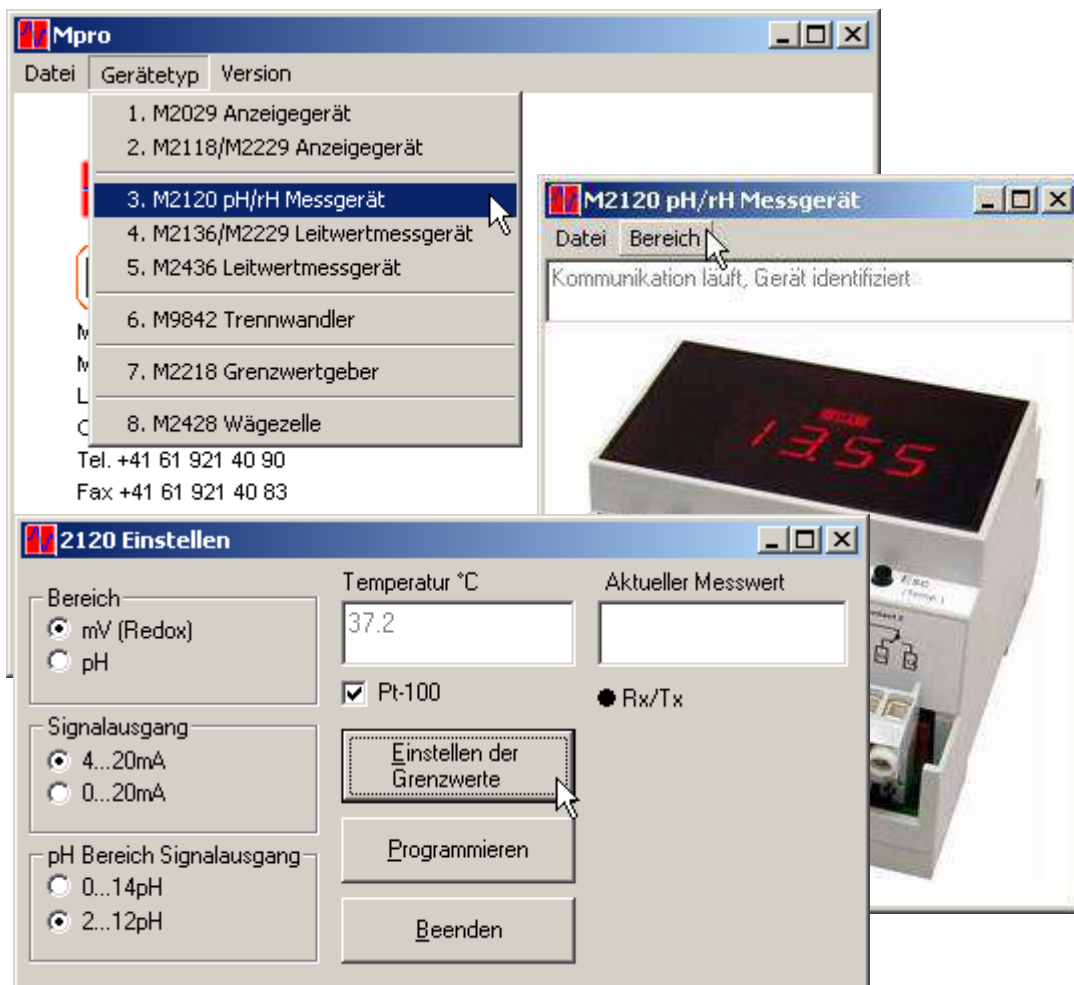 Mpro
Datei Gerätetyp Version
1. M2029 Anzeigegerät
2. M2118/M2229 Anzeigegerät
3. M2120 pH/rH Messgerät
4. M2136/M2229 Leitwertmessgerät
5. M2436 Leitwertmessgerät
6. M9842 Trennwandler
7. M2218 Grenzwertgeber
8. M2428 Wägezelle
Tel. +41 61 921 40 90
Fax +41 61 921 40 83
M2120 pH/rH Messgerät
Datei Bereich
Kommunikation läuft, Gerät identifiziert
13.55
Esc
2120 Einstellen
Bereich
mV (Redox)
pH
Signalausgang
4...20mA
0...20mA
pH Bereich Signalausgang
0...14pH
2...12pH
Temperatur °C
37.2
Pt-100
Einstellen der
Grenzwerte
Programmieren
Beenden
Aktueller Messwert
Rx/Tx